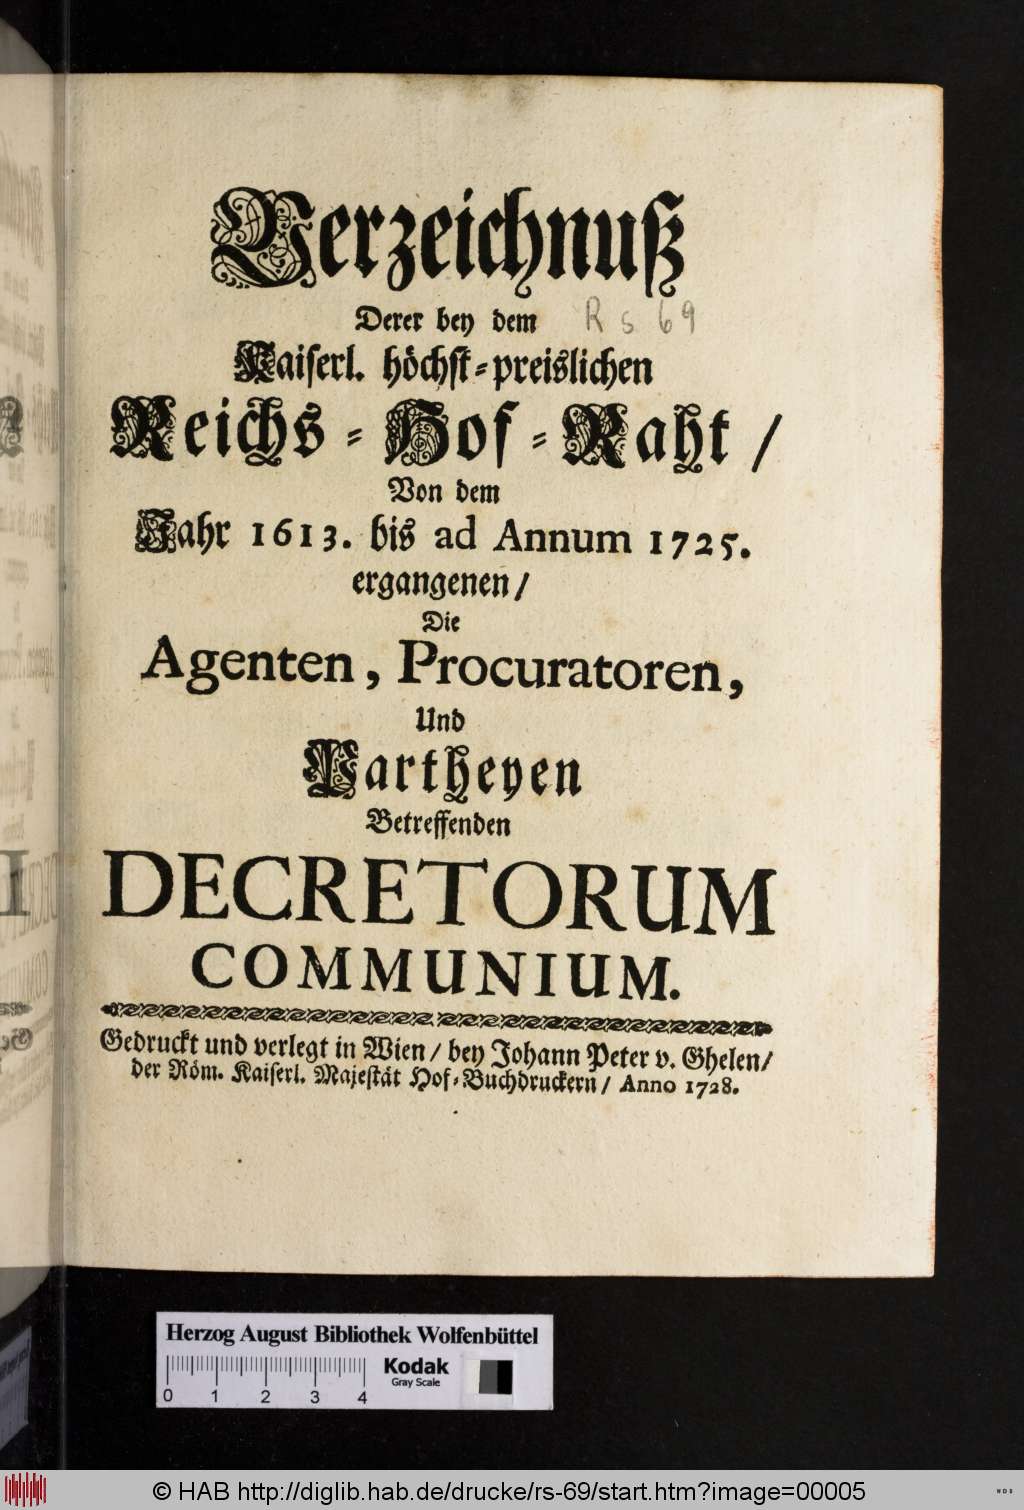 Verzeichnuß
Derer bey dem
Rs 69
Kaiserl. höchst-preislichen
Reichs-Hof-Raht /
Von dem
Jahr 1613. bis ad Annum 1725.
ergangenen /
Die
Agenten, Procuratoren,
Und
Partheyen
Betreffenden
DECRETORUM
COMMUNIUM.
Gedruckt und verlegt in Wien / bey Johann Peter v. Ghelen /
der Röm. Kaiserl. Majestät Hof-Buchdruckern / Anno 1728.
Herzog August Bibliothek Wolfenbüttel
Kodak
Gray Scale
0 1 2 3 4
© HAB http://diglib.hab.de/drucke/rs-69/start.htm?image=00005
WDB